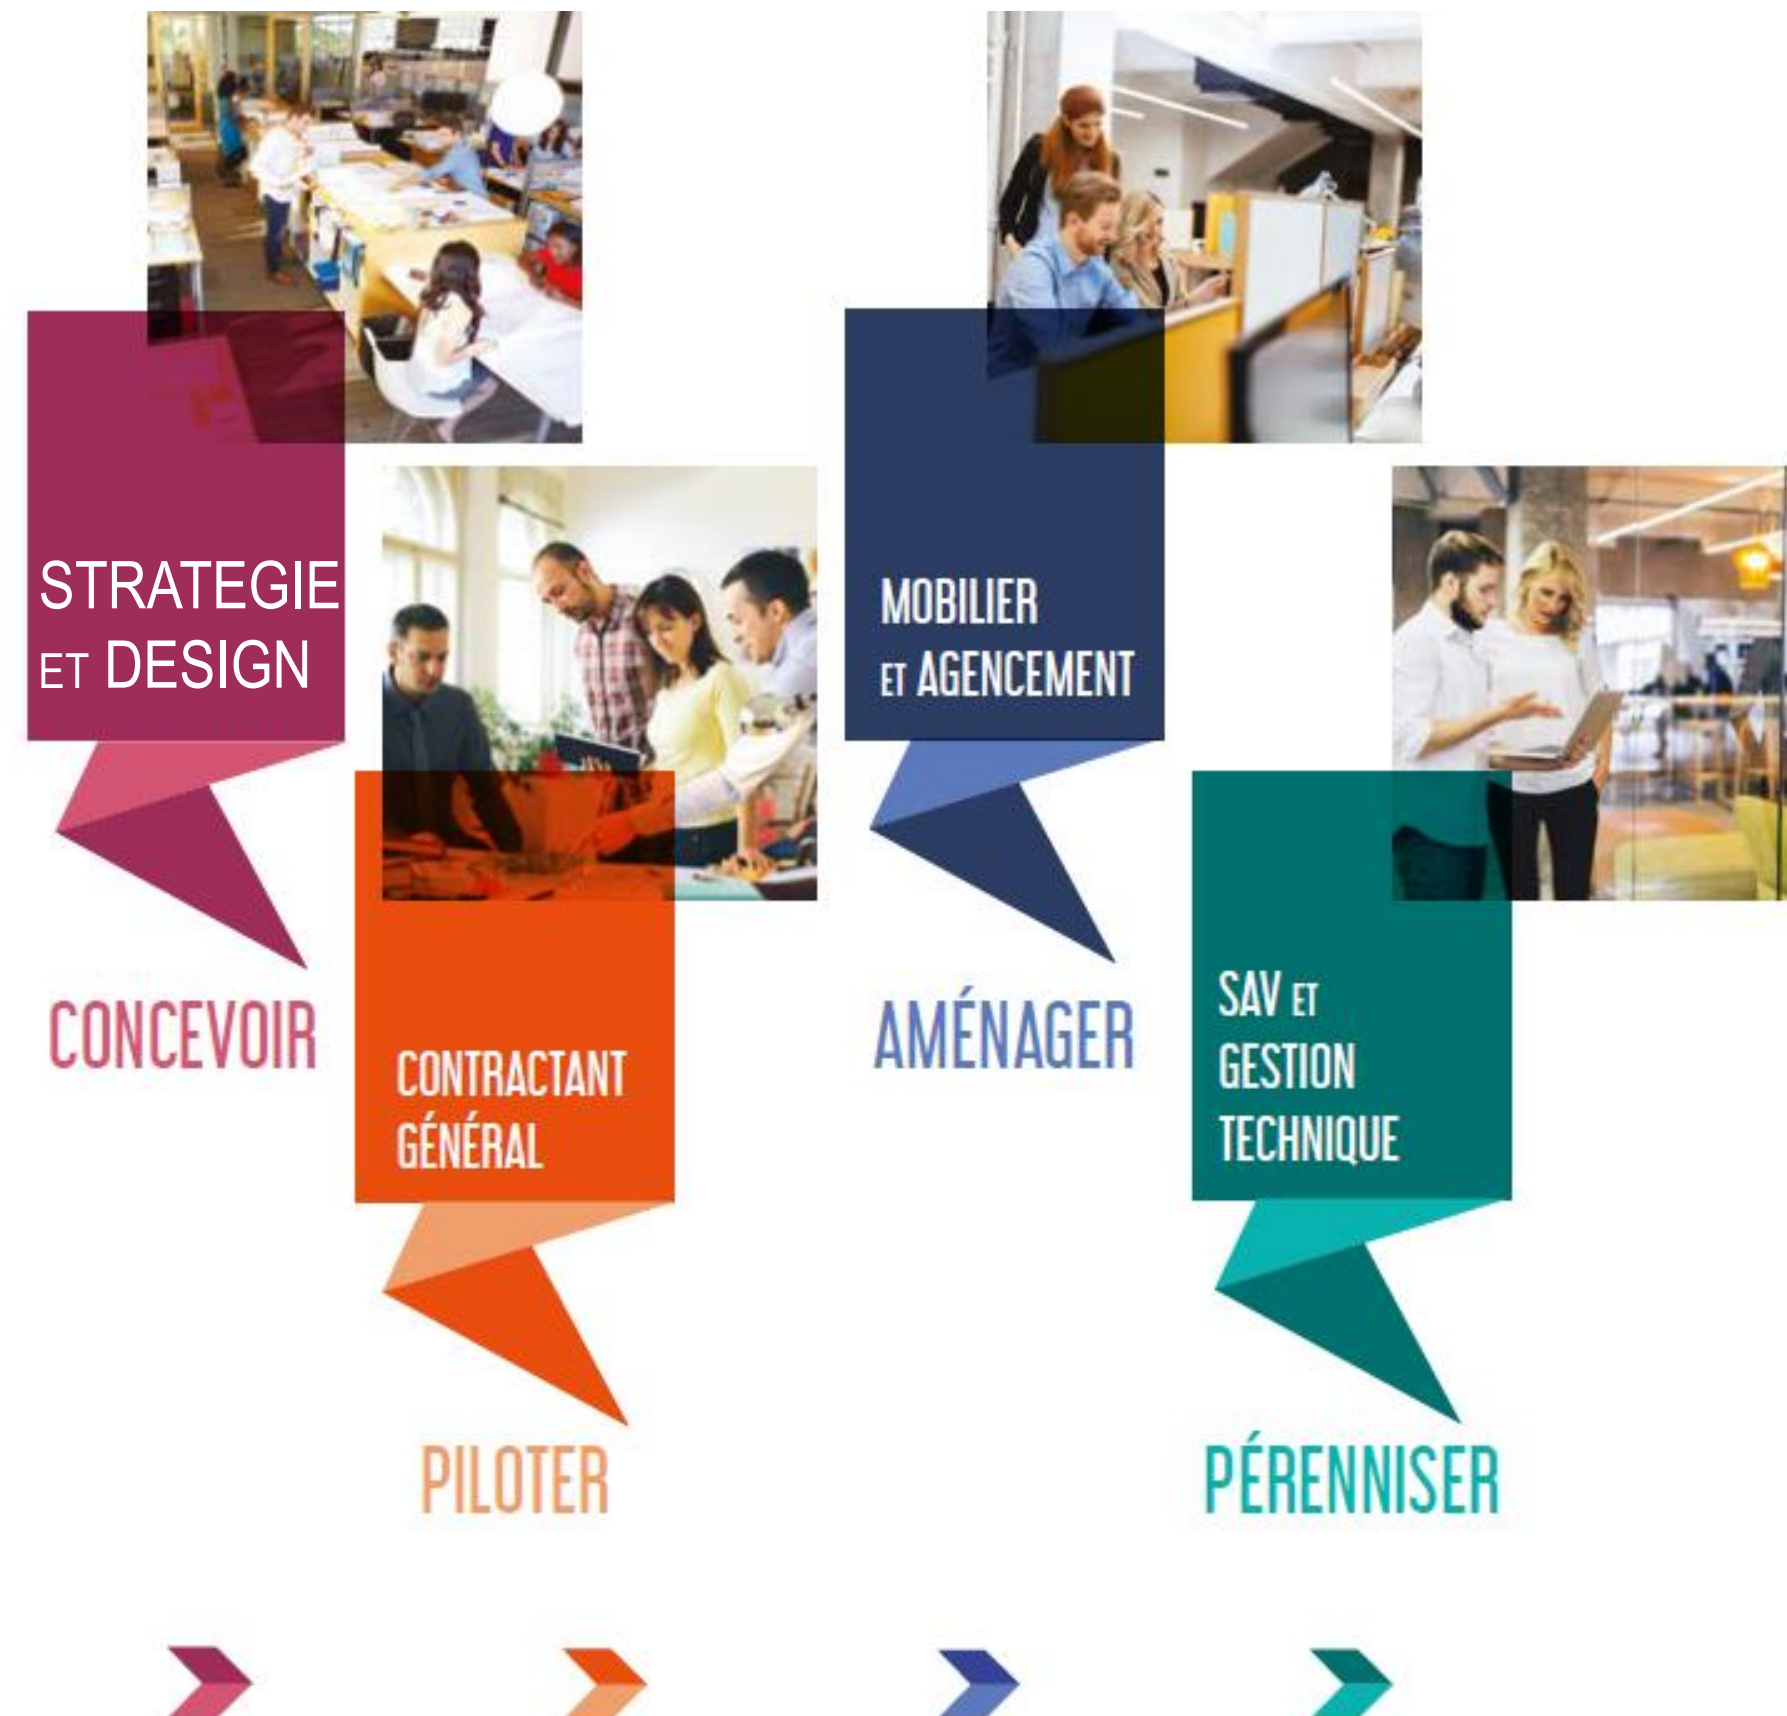 STRATEGIE
ET DESIGN
CONCEVOIR
CONTRACTANT
GÉNÉRAL
PILOTER
MOBILIER
ET AGENCEMENT
AMÉNAGER
SAV ET
GESTION
TECHNIQUE
PÉRENNISER